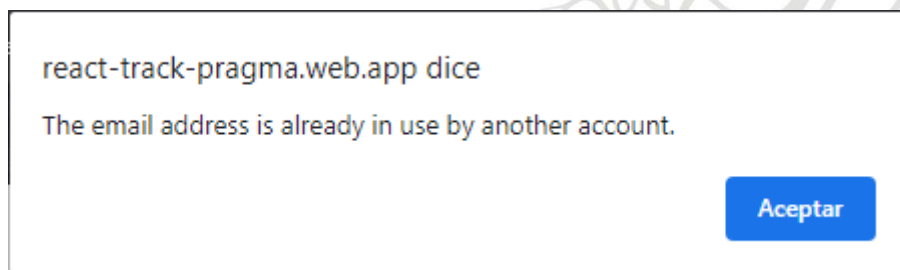 react-track-pragma.web.app dice
The email address is already in use by another account.
Aceptar